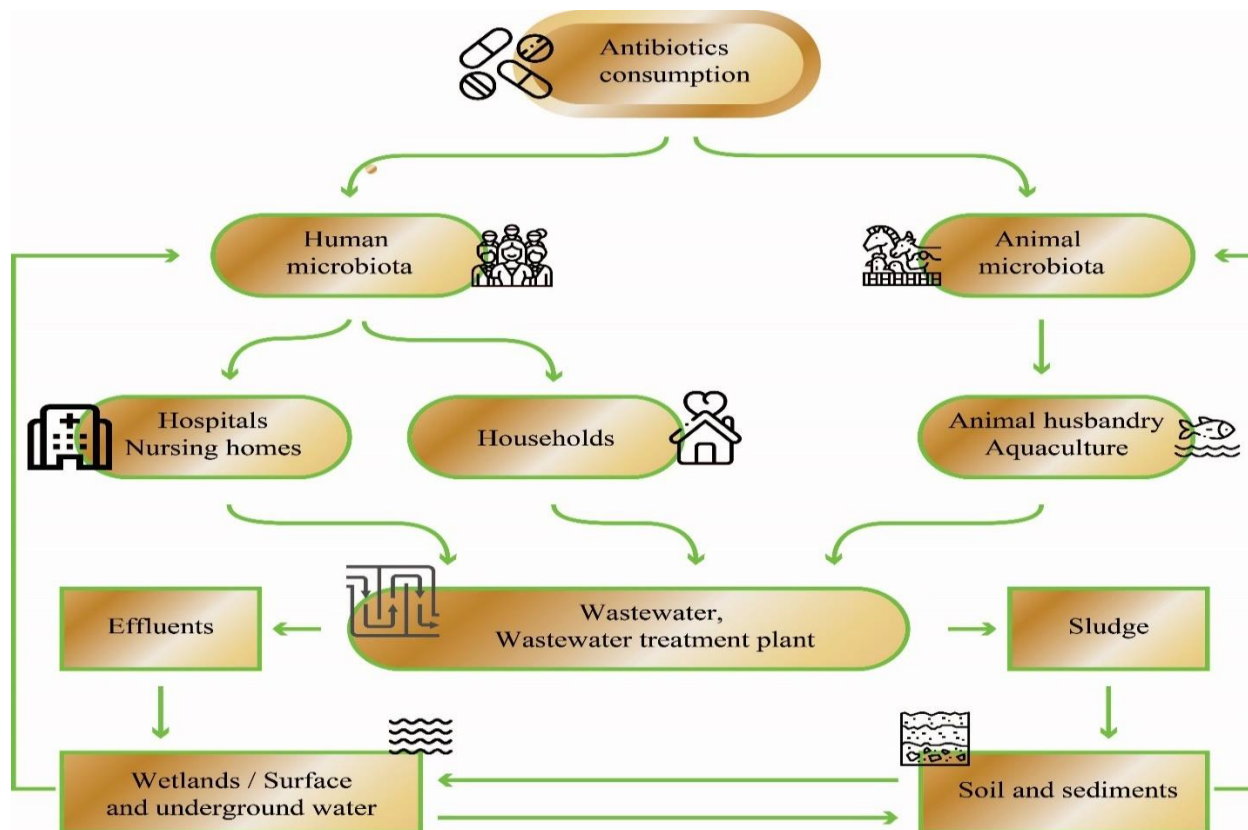 Antibiotics
consumption
Human
microbiota
Animal
microbiota
Hospitals
Nursing homes
Households
Animal husbandry
Aquaculture
Effluents
Wastewater,
Wastewater treatment plant
Sludge
Wetlands / Surface
and underground water
Soil and sediments